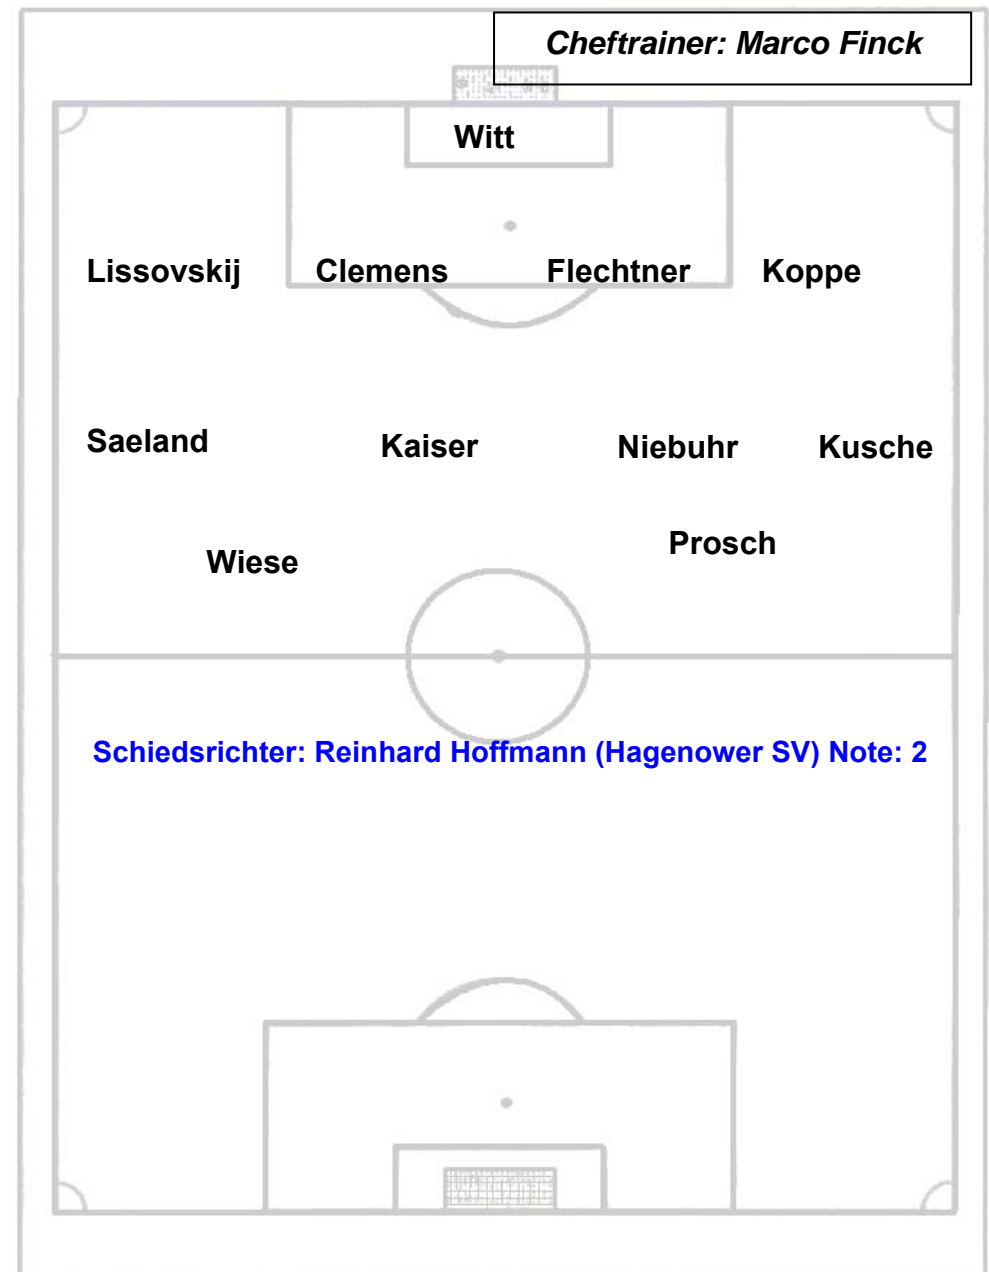 Cheftrainer: Marco Finck
Witt
Lissovskij Clemens Flechtner Koppe
Saeland Kaiser Niebuhr Kusche
Prosch
Wiese
Schiedsrichter: Reinhard Hoffmann (Hagenower SV) Note: 2